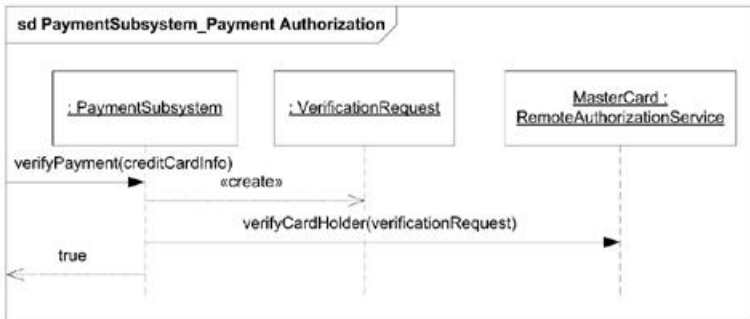 sd PaymentSubsystem_Payment Authorization
: PaymentSubsystem
: VerificationRequest
MasterCard :
RemoteAuthorizationService
verifyPayment(creditCardInfo)
«create»
verifyCardHolder(verificationRequest)
true